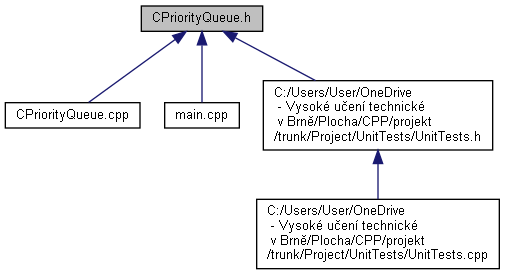 CPriorityQueue.h
CPriorityQueue.cpp
main.cpp
C:/Users/User/OneDrive
- Vysoké učení technické
v Brně/Plocha/CPP/projekt
/trunk/Project/UnitTests/UnitTests.h
C:/Users/User/OneDrive
- Vysoké učení technické
v Brně/Plocha/CPP/projekt
/trunk/Project/UnitTests/UnitTests.cpp